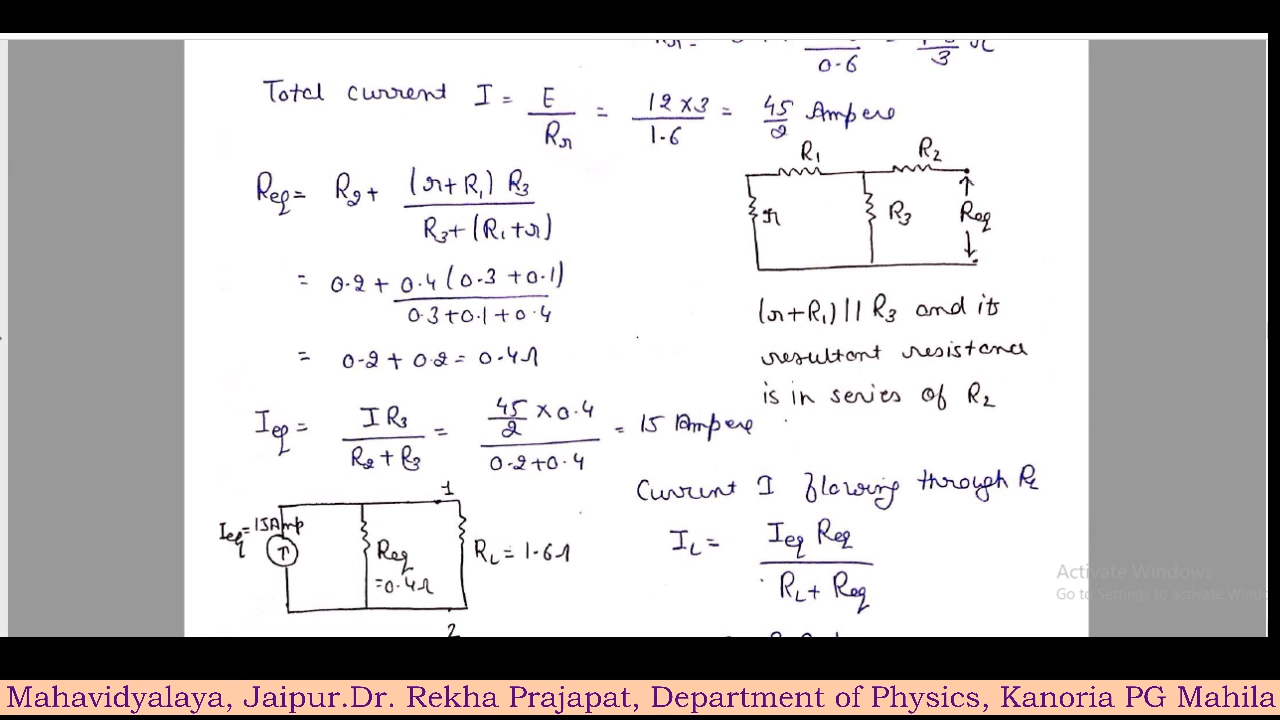 0.6
3
Total current I = E / Rr = 12 x 3 / 1.6 = 45 / 2 Ampere
Req = R2 + (r+R1) R3 / R3+(R1+r)
= 0.2 + 0.4(0.3+0.1) / 0.3+0.1+0.4
= 0.2+0.2 = 0.4Ω
R1
R2
r
R3
Req
(r+R1)||R3 and its
resultant resistance
is in series of R2
Ieq = I R3 / R2+R3 = 45/2 x 0.4 / 0.2+0.4 = 15 Ampere
1
Ieq=15Amp
Req
=0.4Ω
RL = 1.6Ω
2
Current I flowing through RL
IL = Ieq Req / RL+Req
Activate Windows
Go to Settings to activate Wind
Mahavidyalaya, Jaipur.Dr. Rekha Prajapat, Department of Physics, Kanoria PG Mahila